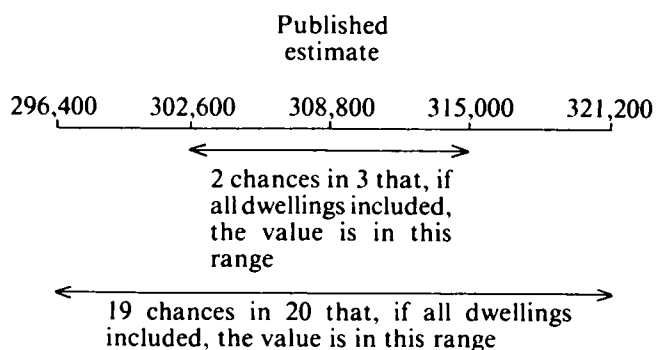 Published
estimate
296,400 302,600 308,800 315,000 321,200
2 chances in 3 that, if
all dwellings included,
the value is in this
range
19 chances in 20 that, if all dwellings
included, the value is in this range